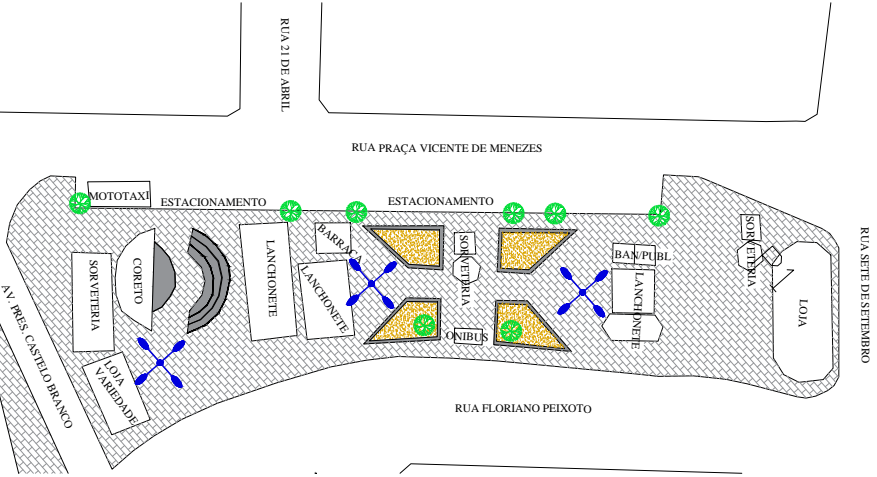 RUA 21 DE ABRIL
RUA PRAÇA VICENTE DE MENEZES
MOTOTAXI
ESTACIONAMENTO
ESTACIONAMENTO
BARRACA
SORVETERIA
CORETO
LANCHONETE
LANCHONETE
SORVETERIA
BAN/PUBL
LANCHONETE
SORVETERIA
LOJA
RUA SETE DE SETEMBRO
AV. PRES. CASTELO BRANCO
LOJA
VARIEDADE
ONIBUS
RUA FLORIANO PEIXOTO